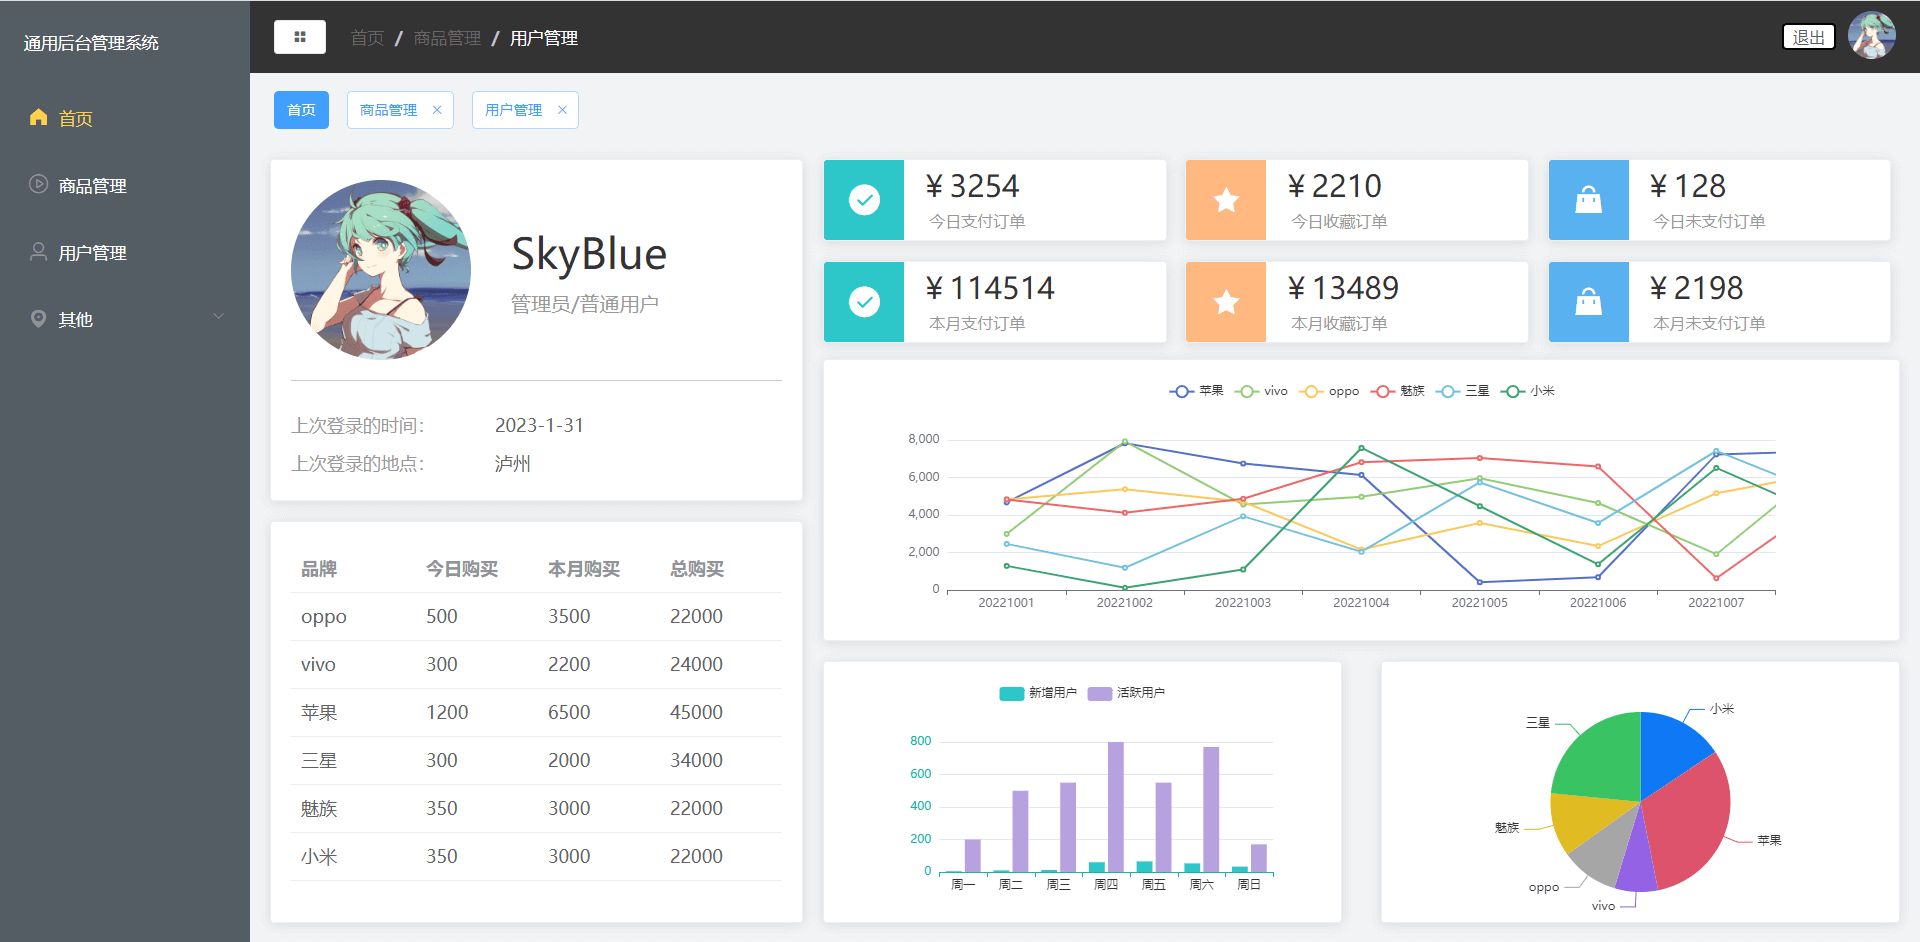 通用后台管理系统
首页
商品管理
用户管理
其他
首页 / 商品管理 / 用户管理
退出
首页
商品管理
用户管理
SkyBlue
管理员/普通用户
上次登录的时间: 2023-1-31
上次登录的地点: 泸州
品牌 今日购买 本月购买 总购买
oppo 500 3500 22000
vivo 300 2200 24000
苹果 1200 6500 45000
三星 300 2000 34000
魅族 350 3000 22000
小米 350 3000 22000
¥ 3254
今日支付订单
¥ 2210
今日收藏订单
¥ 128
今日未支付订单
¥ 114514
本月支付订单
¥ 13489
本月收藏订单
¥ 2198
本月未支付订单
苹果 vivo oppo 魅族 三星 小米
8,000
6,000
4,000
2,000
0
20221001 20221002 20221003 20221004 20221005 20221006 20221007
新增用户 活跃用户
800
600
400
200
0
周一 周二 周三 周四 周五 周六 周日
小米
三星
魅族
苹果
oppo
vivo